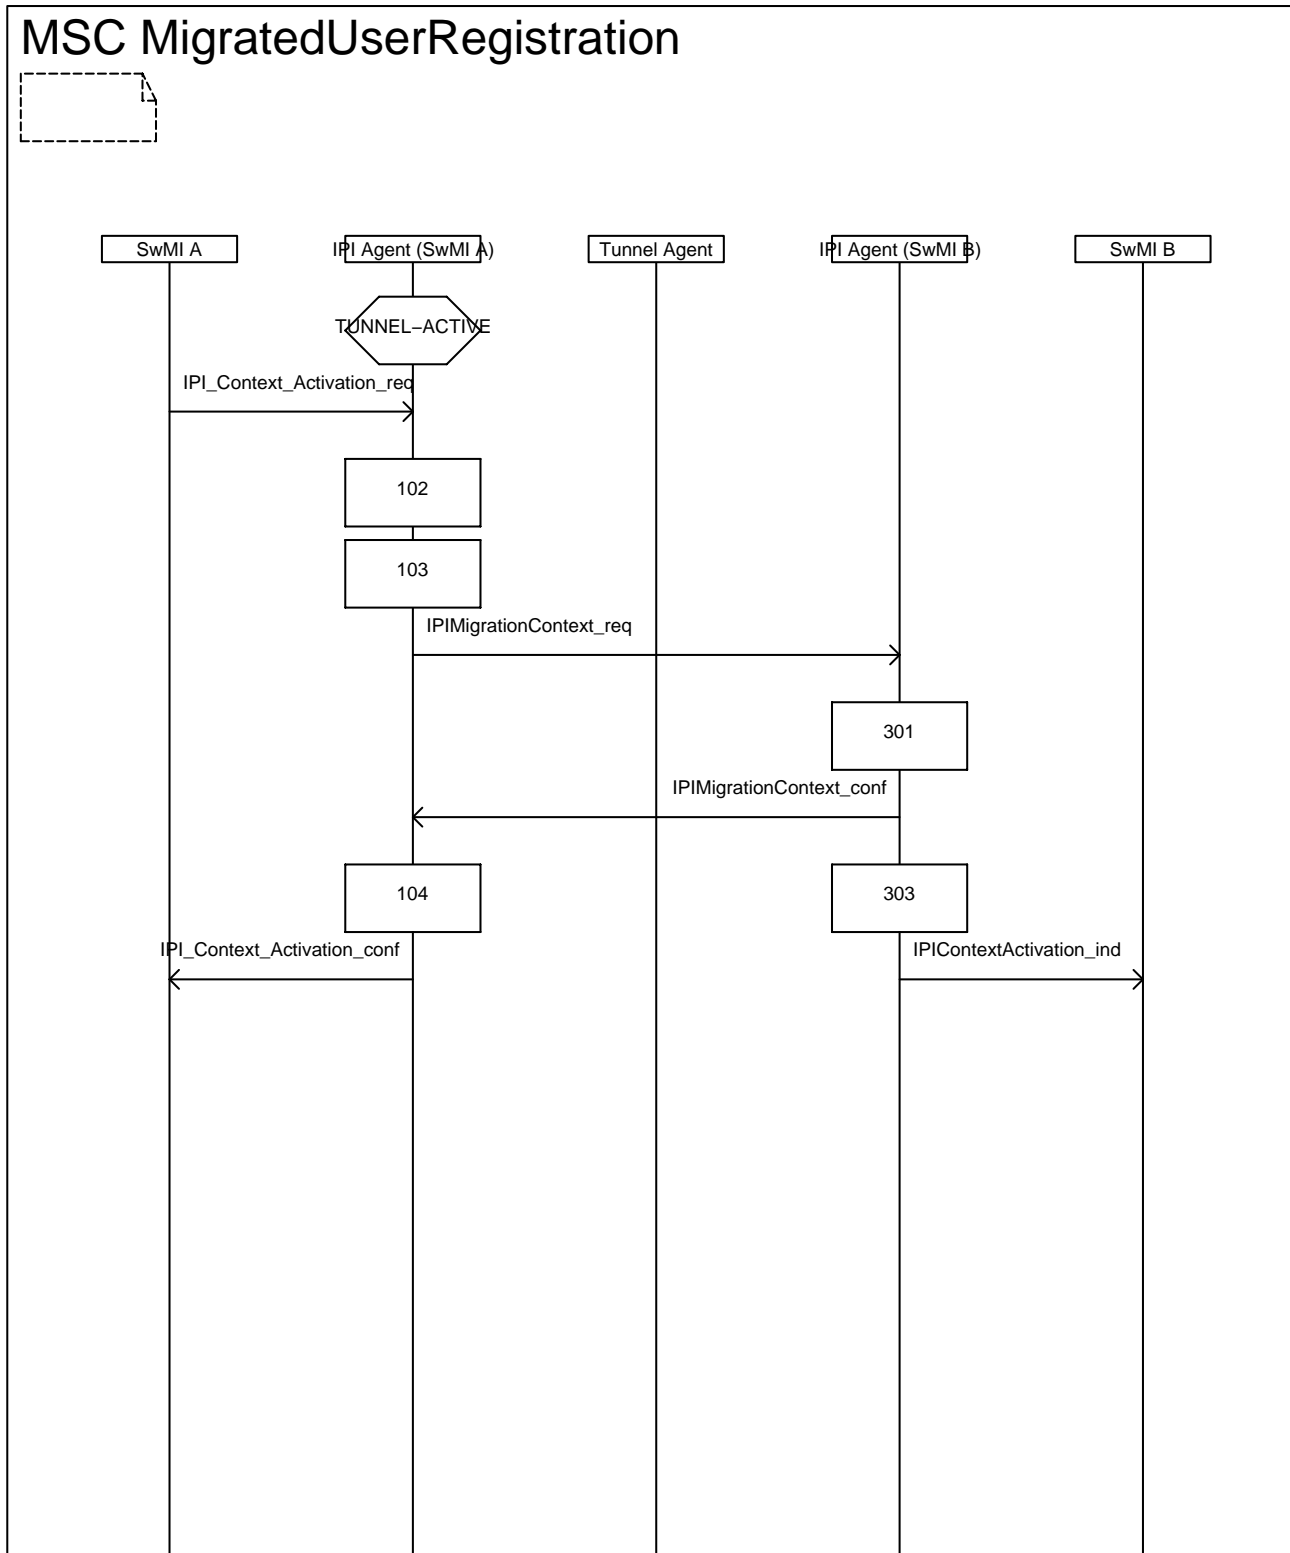 MSC MigratedUserRegistration
SwMI A
IPI Agent (SwMI A)
Tunnel Agent
IPI Agent (SwMI B)
SwMI B
TUNNEL−ACTIVE
IPI_Context_Activation_req
102
103
IPIMigrationContext_req
301
IPIMigrationContext_conf
104
303
IPI_Context_Activation_conf
IPIContextActivation_ind